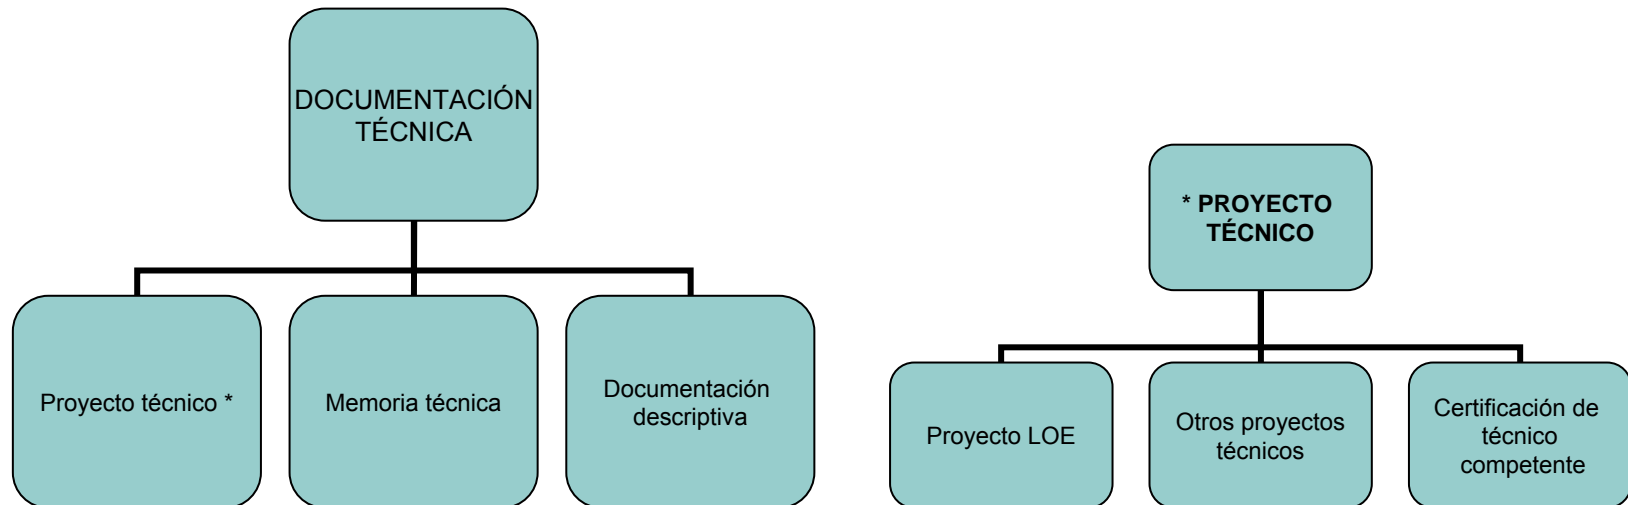 DOCUMENTACIÓN
TÉCNICA
Proyecto técnico *
Memoria técnica
Documentación
descriptiva
* PROYECTO
TÉCNICO
Proyecto LOE
Otros proyectos
técnicos
Certificación de
técnico
competente